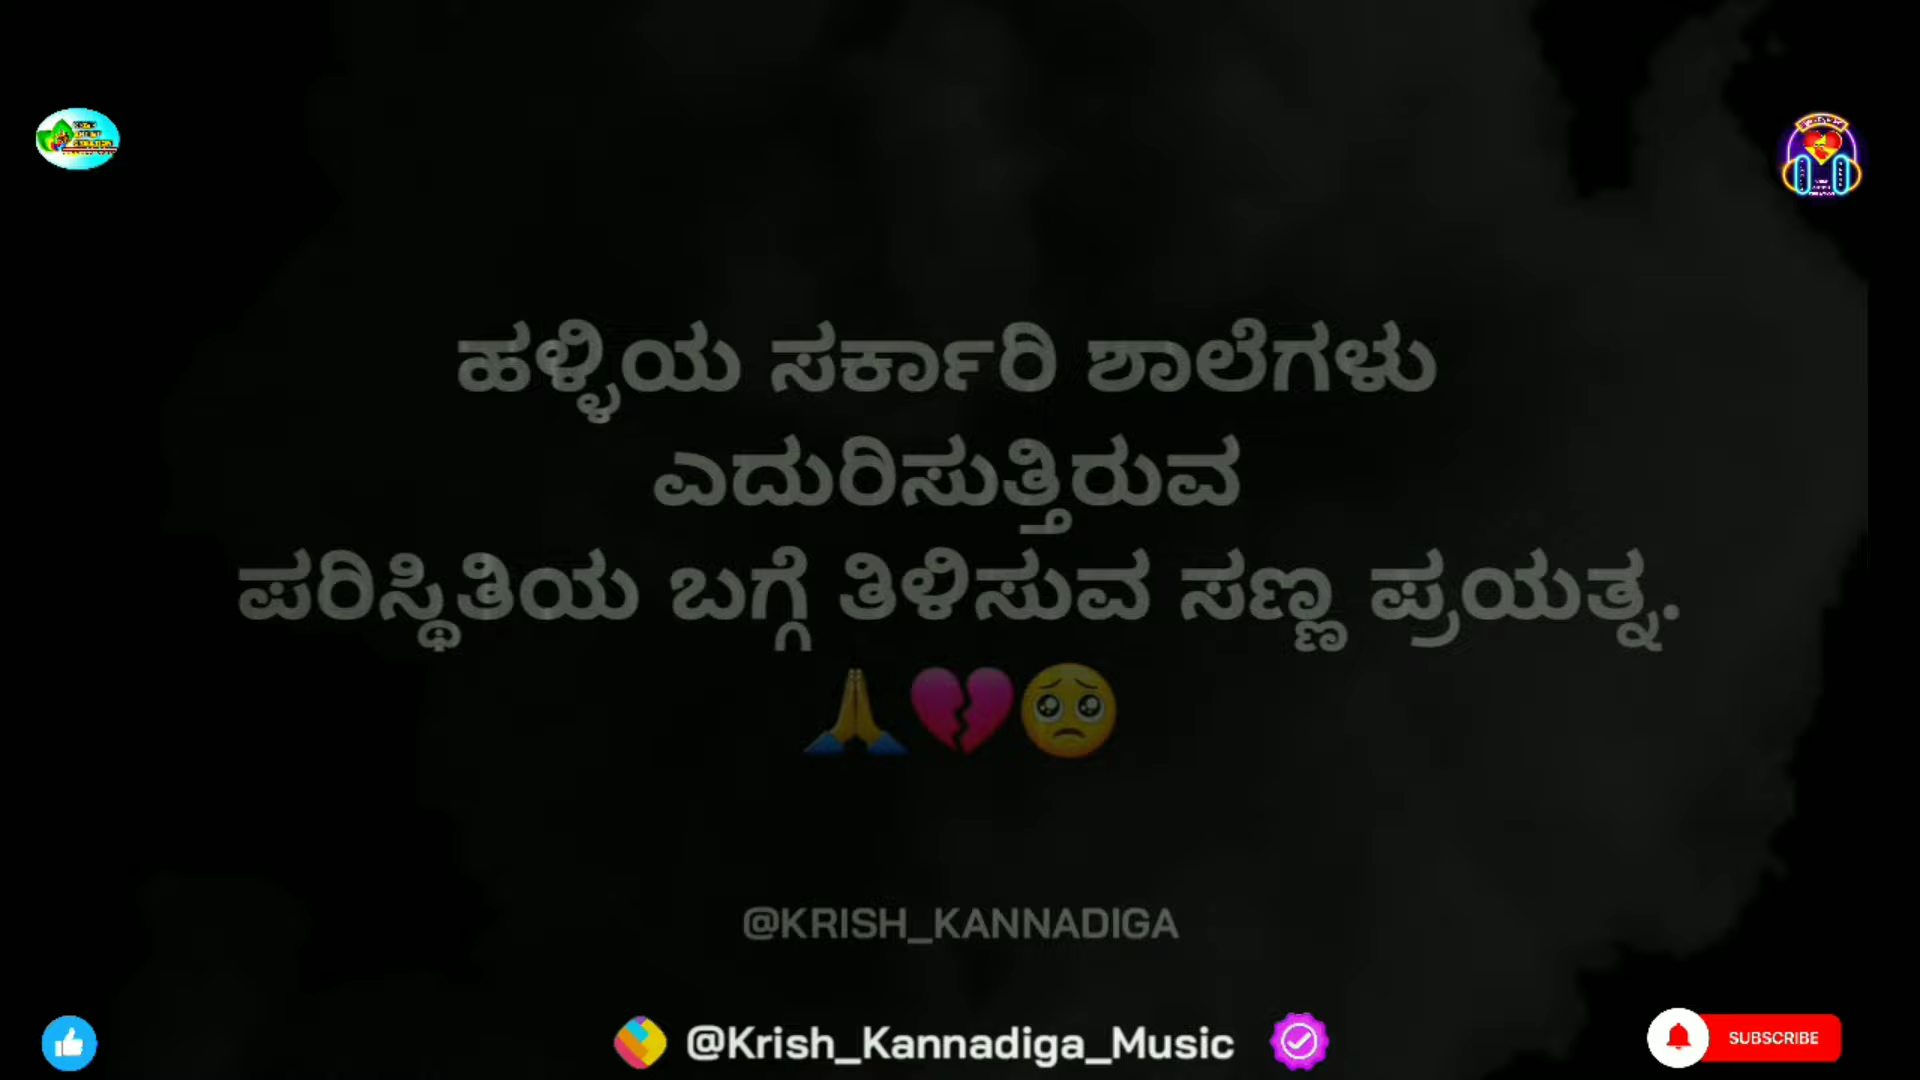 ಹಳ್ಳಿಯ ಸರ್ಕಾರಿ ಶಾಲೆಗಳು
ಎದುರಿಸುತ್ತಿರುವ
ಪರಿಸ್ಥಿತಿಯ ಬಗ್ಗೆ ತಿಳಿಸುವ ಸಣ್ಣ ಪ್ರಯತ್ನ.
🙏💔🥺
@KRISH_KANNADIGA
@Krish_Kannadiga_Music
SUBSCRIBE